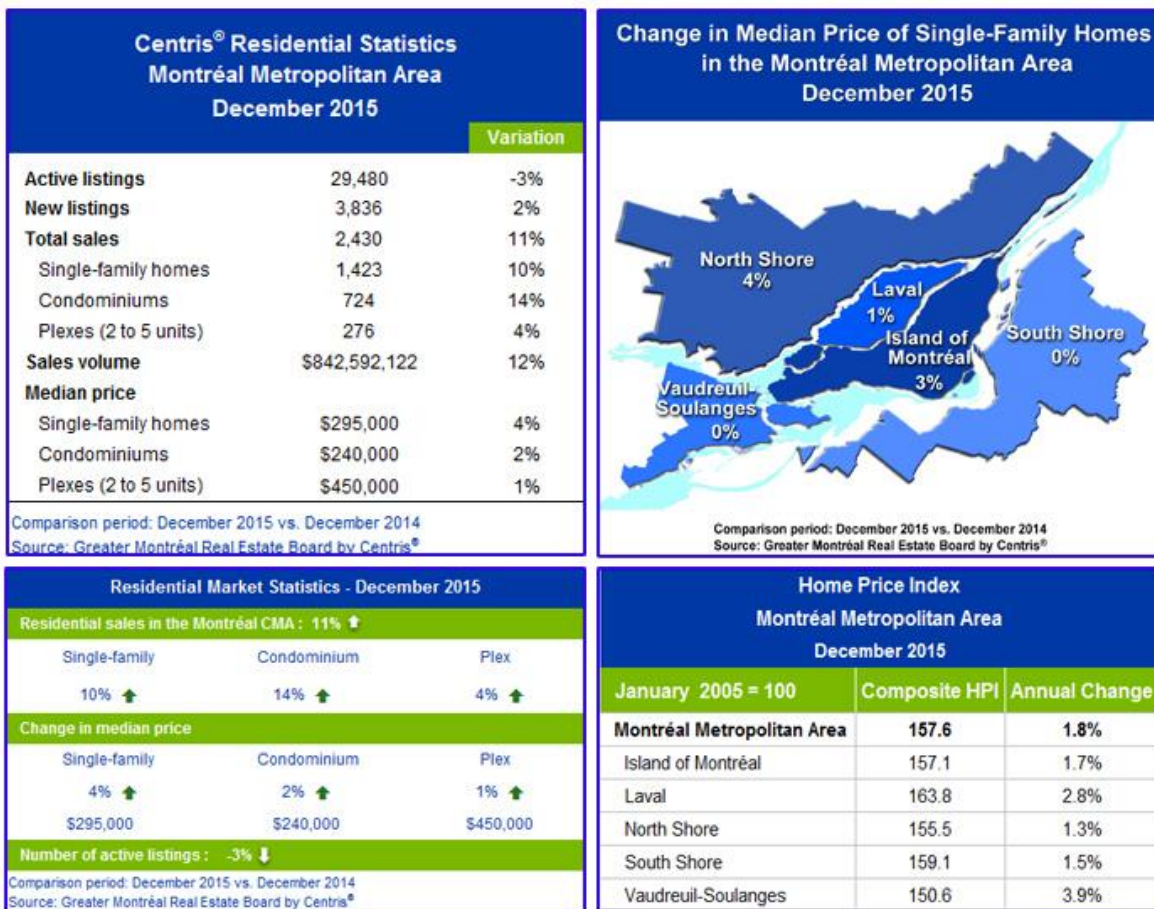 Centris® Residential Statistics
Montréal Metropolitan Area
December 2015
Variation
Active listings 29,480 -3%
New listings 3,836 2%
Total sales 2,430 11%
Single-family homes 1,423 10%
Condominiums 724 14%
Plexes (2 to 5 units) 276 4%
Sales volume $842,592,122 12%
Median price
Single-family homes $295,000 4%
Condominiums $240,000 2%
Plexes (2 to 5 units) $450,000 1%
Comparison period: December 2015 vs. December 2014
Source: Greater Montréal Real Estate Board by Centris®
Change in Median Price of Single-Family Homes
in the Montréal Metropolitan Area
December 2015
North Shore
4%
Laval
1%
Island of
Montréal
3%
South Shore
0%
Vaudreuil-
Soulanges
0%
Comparison period: December 2015 vs. December 2014
Source: Greater Montréal Real Estate Board by Centris®
Residential Market Statistics - December 2015
Residential sales in the Montréal CMA : 11%
Single-family Condominium Plex
10% 14% 4%
Change in median price
Single-family Condominium Plex
4% 2% 1%
$295,000 $240,000 $450,000
Number of active listings : -3%
Comparison period: December 2015 vs. December 2014
Source: Greater Montréal Real Estate Board by Centris®
Home Price Index
Montréal Metropolitan Area
December 2015
January 2005 = 100 Composite HPI Annual Change
Montréal Metropolitan Area 157.6 1.8%
Island of Montréal 157.1 1.7%
Laval 163.8 2.8%
North Shore 155.5 1.3%
South Shore 159.1 1.5%
Vaudreuil-Soulanges 150.6 3.9%